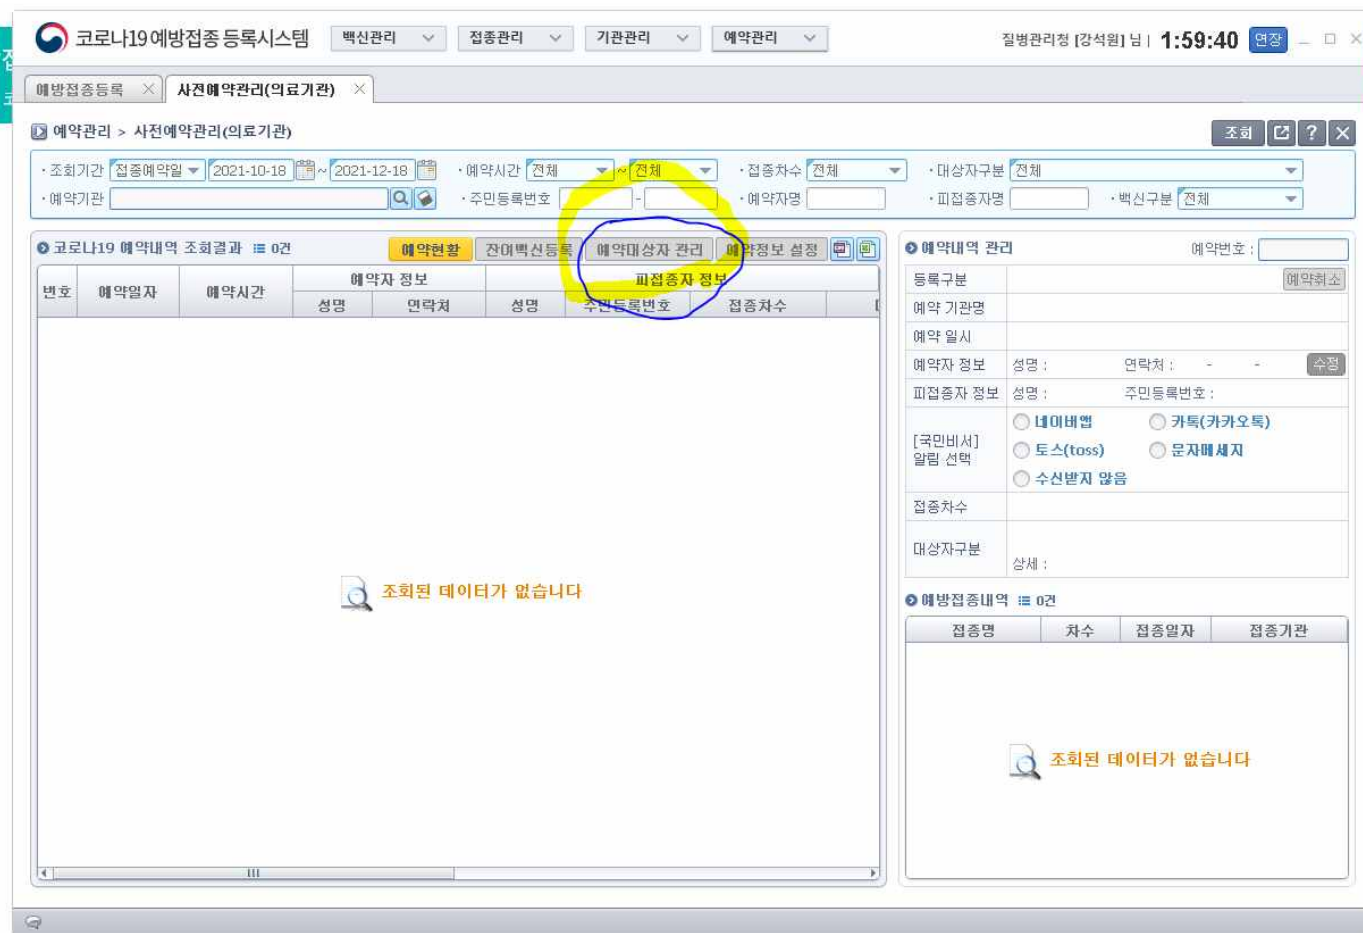 코로나19 예방접종 등록시스템 백신관리 접종관리 기관관리 예약관리 질병관리청 [강석원] 님 | 1:59:40 연장
예방접종등록 사전예약관리(의료기관)
예약관리 > 사전예약관리(의료기관) 조회 ?
· 조회기간 접종예약일 2021-10-18 ~ 2021-12-18 · 예약시간 전체 ~ 전체 · 접종차수 전체 · 대상자구분 전체
· 예약기관 · 주민등록번호 - · 예약자명 · 피접종자명 · 백신구분 전체
코로나19 예약내역 조회결과 0건 예약현황 잔여백신등록 예약대상자 관리 예약정보 설정
번호 예약일자 예약시간 예약자 정보 피접종자 정보
성명 연락처 성명 주민등록번호 접종차수
조회된 데이터가 없습니다
예약내역 관리 예약번호 :
등록구분 예약취소
예약 기관명
예약 일시
예약자 정보 성명 : 연락처 : - - 수정
피접종자 정보 성명 : 주민등록번호 :
[국민비서]
알림 선택
네이버앱 카톡(카카오톡)
토스(toss) 문자메세지
수신받지 않음
접종차수
대상자구분
상세 :
예방접종내역 0건
접종명 차수 접종일자 접종기관
조회된 데이터가 없습니다